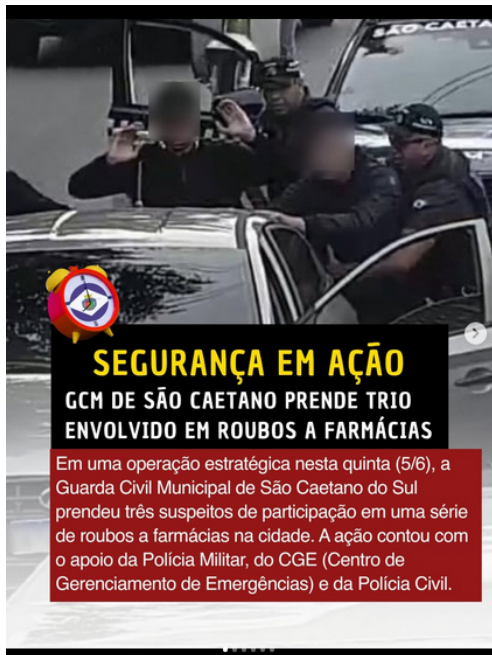 SÃO CAETA
SEGURANÇA EM AÇÃO
GCM DE SÃO CAETANO PRENDE TRIO
ENVOLVIDO EM ROUBOS A FARMÁCIAS
Em uma operação estratégica nesta quinta (5/6), a
Guarda Civil Municipal de São Caetano do Sul
prendeu três suspeitos de participação em uma série
de roubos a farmácias na cidade. A ação contou com
o apoio da Polícia Militar, do CGE (Centro de
Gerenciamento de Emergências) e da Polícia Civil.